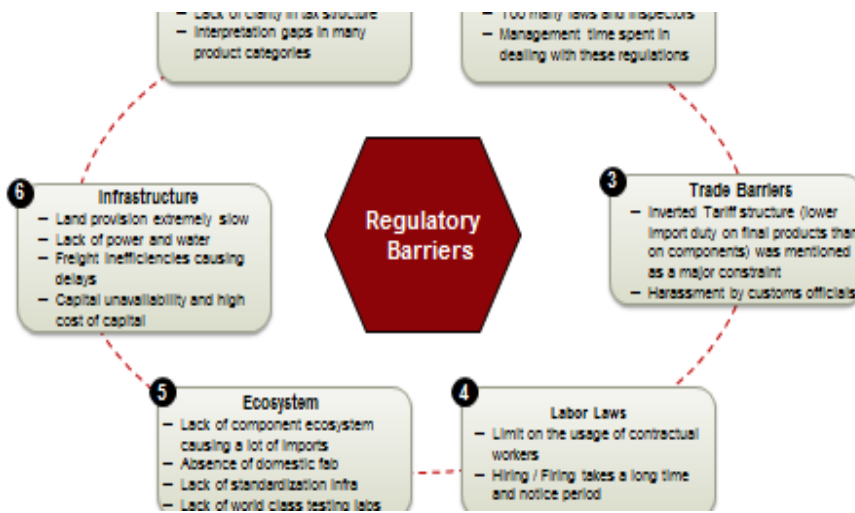 Lack of clarity in tax structure
– Interpretation gaps in many
product categories
Too many laws and inspectors
– Management time spent in
dealing with these regulations
Regulatory
Barriers
3
Trade Barriers
– Inverted Tariff structure (lower
import duty on final products than
on components) was mentioned
as a major constraint
– Harassment by customs officials
4
Labor Laws
– Limit on the usage of contractual
workers
– Hiring / Firing takes a long time
and notice period
5
Ecosystem
– Lack of component ecosystem
causing a lot of imports
– Absence of domestic fab
– Lack of standardization infra
– Lack of world class testing labs
6
Infrastructure
– Land provision extremely slow
– Lack of power and water
– Freight inefficiencies causing
delays
– Capital unavailability and high
cost of capital